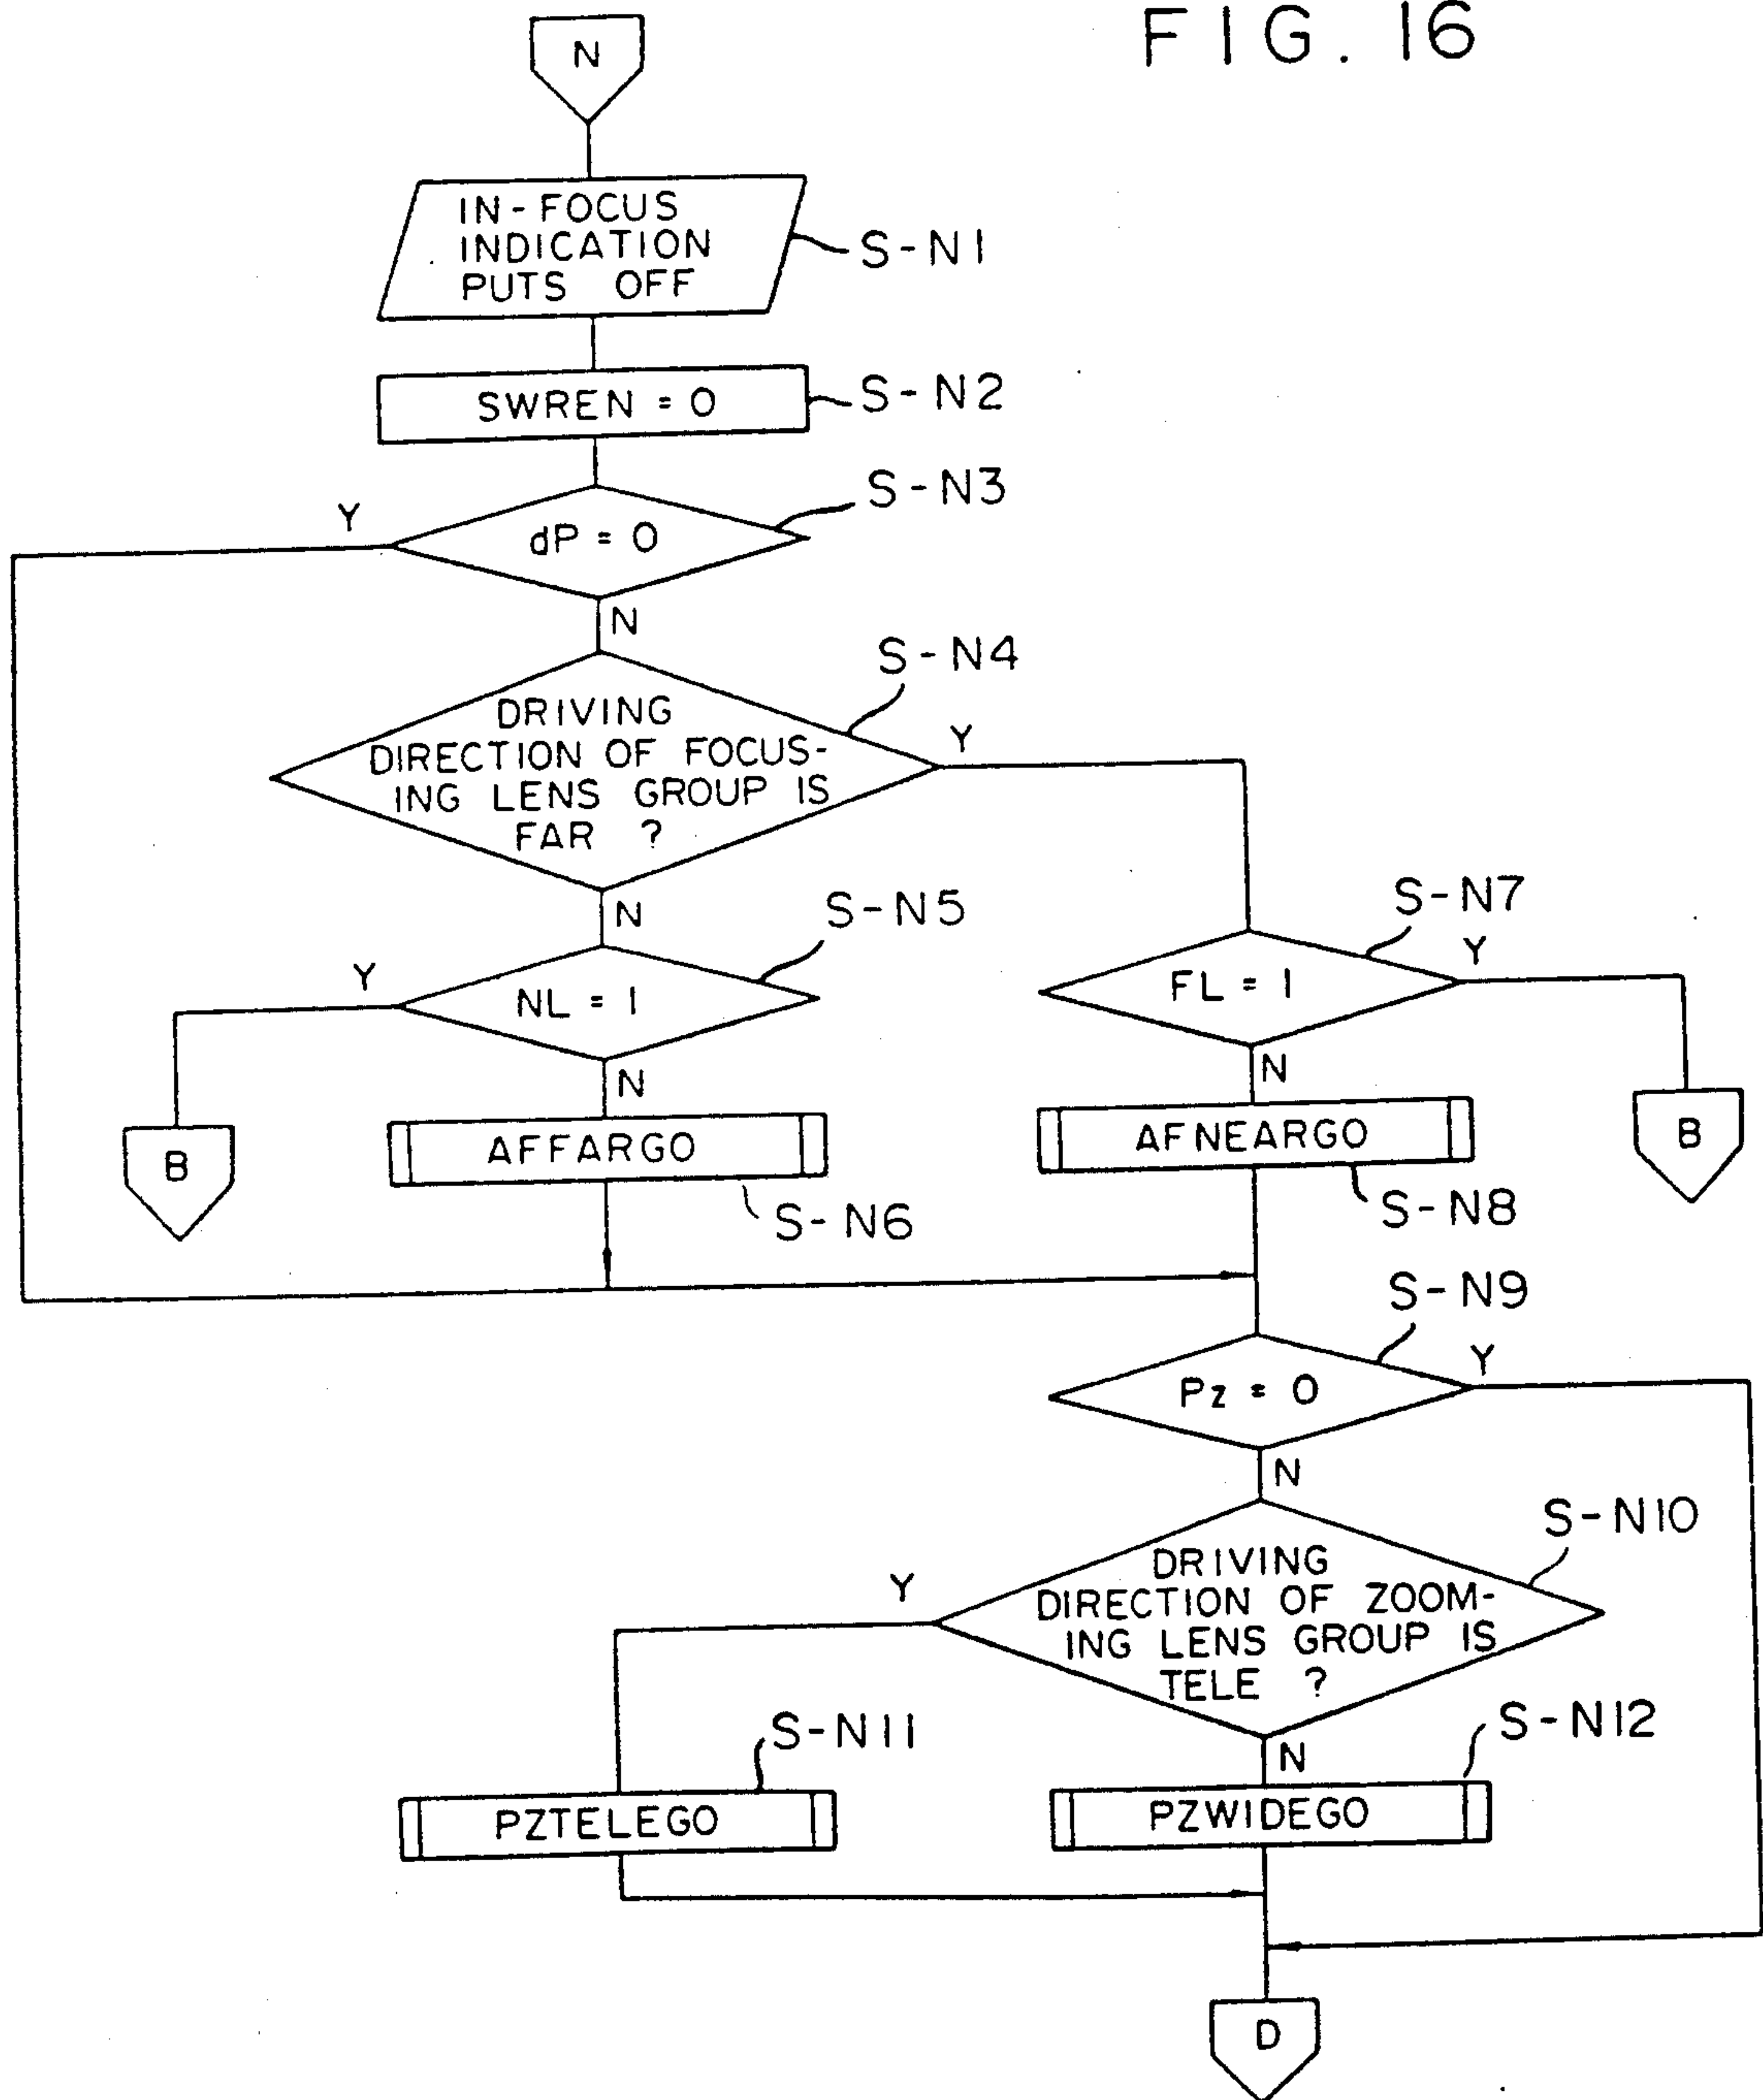 FIG. 16
N
IN-FOCUS
INDICATION
PUTS OFF
S-N1
SWREN = 0
S-N2
S-N3
Y
dP = 0
N
S-N4
DRIVING
DIRECTION OF FOCUS-
ING LENS GROUP IS
FAR ?
Y
N
S-N5
S-N7
Y
NL = 1
FL = 1
Y
N
N
B
AFFARGO
AFNEARGO
B
S-N6
S-N8
S-N9
Pz = 0
Y
N
S-N10
DRIVING
DIRECTION OF ZOOM-
ING LENS GROUP IS
TELE ?
Y
S-N11
N
S-N12
PZTELEGO
PZWIDEGO
D